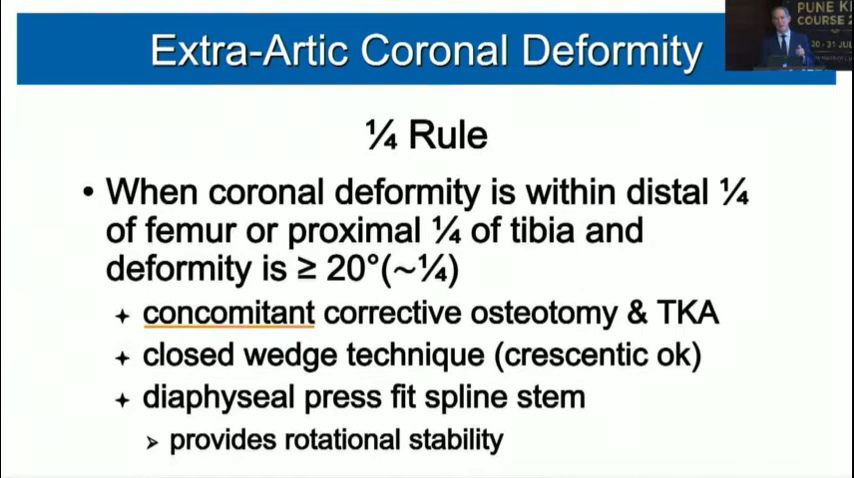 Extra-Artic Coronal Deformity
PUNE
COURSE
30 - 31 JUL
¼ Rule
• When coronal deformity is within distal ¼
of femur or proximal ¼ of tibia and
deformity is ≥ 20°(~¼)
concomitant corrective osteotomy & TKA
closed wedge technique (crescentic ok)
diaphyseal press fit spline stem
➢ provides rotational stability